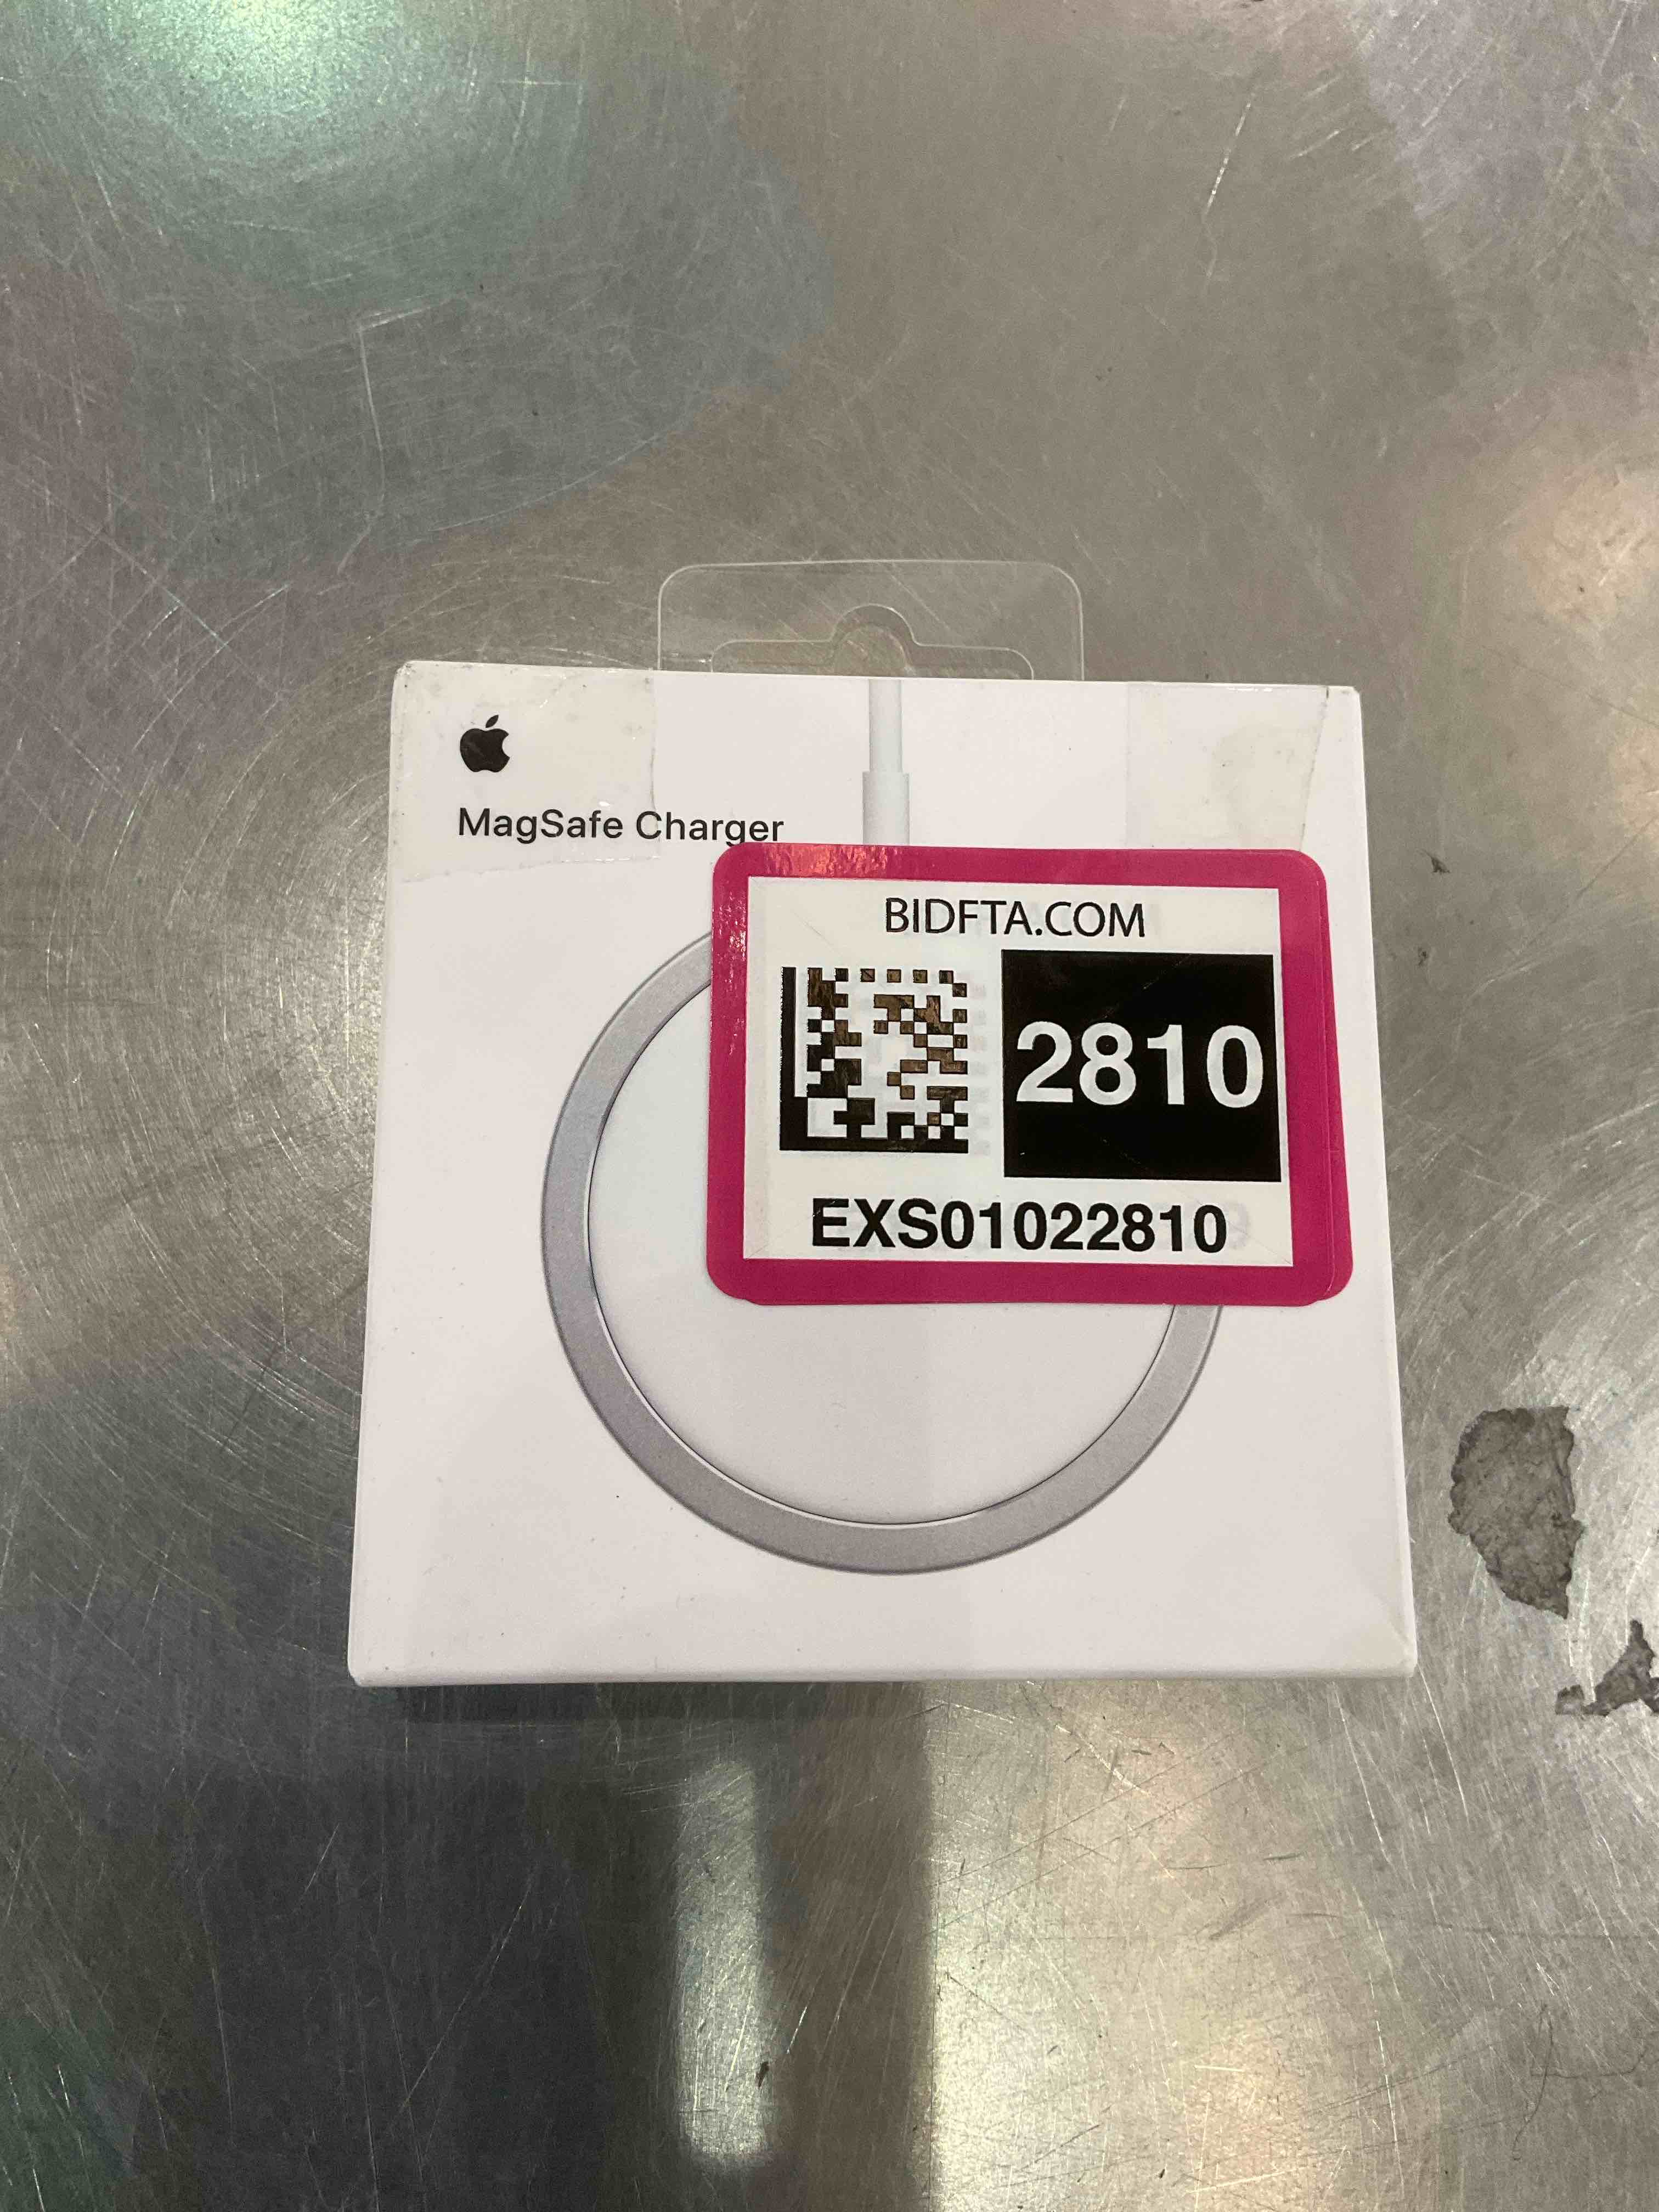 MagSafe Charger
BIDFTA.COM
2810
EXS01022810